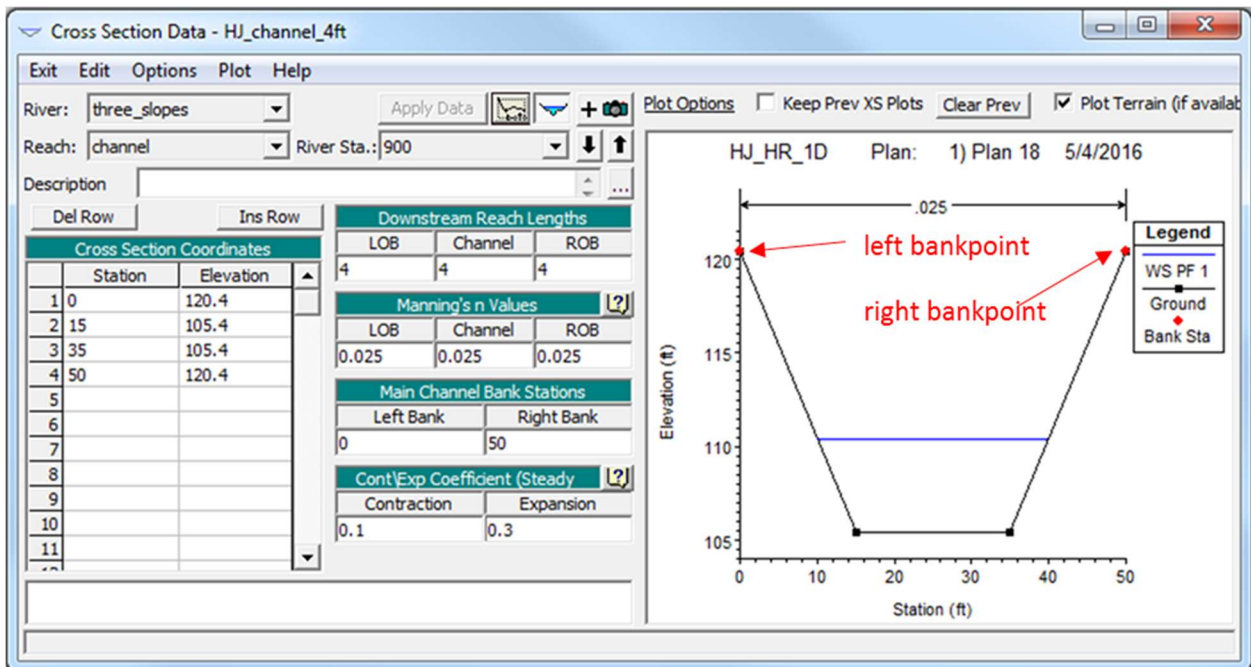 Cross Section Data - HJ_channel_4ft
Exit Edit Options Plot Help
River: three_slopes Apply Data
Reach: channel River Sta.: 900
Description ...
Del Row Ins Row
Cross Section Coordinates
Station Elevation
1 0 120.4
2 15 105.4
3 35 105.4
4 50 120.4
5
6
7
8
9
10
11
Downstream Reach Lengths
LOB Channel ROB
4 4 4
Manning's n Values
LOB Channel ROB
0.025 0.025 0.025
Main Channel Bank Stations
Left Bank Right Bank
0 50
Cont\Exp Coefficient (Steady
Contraction Expansion
0.1 0.3
Plot Options Keep Prev XS Plots Clear Prev Plot Terrain (if availab
HJ_HR_1D Plan: 1) Plan 18 5/4/2016
.025
left bankpoint
right bankpoint
Legend
WS PF 1
Ground
Bank Sta
Elevation (ft)
120
115
110
105
0 10 20 30 40 50
Station (ft)